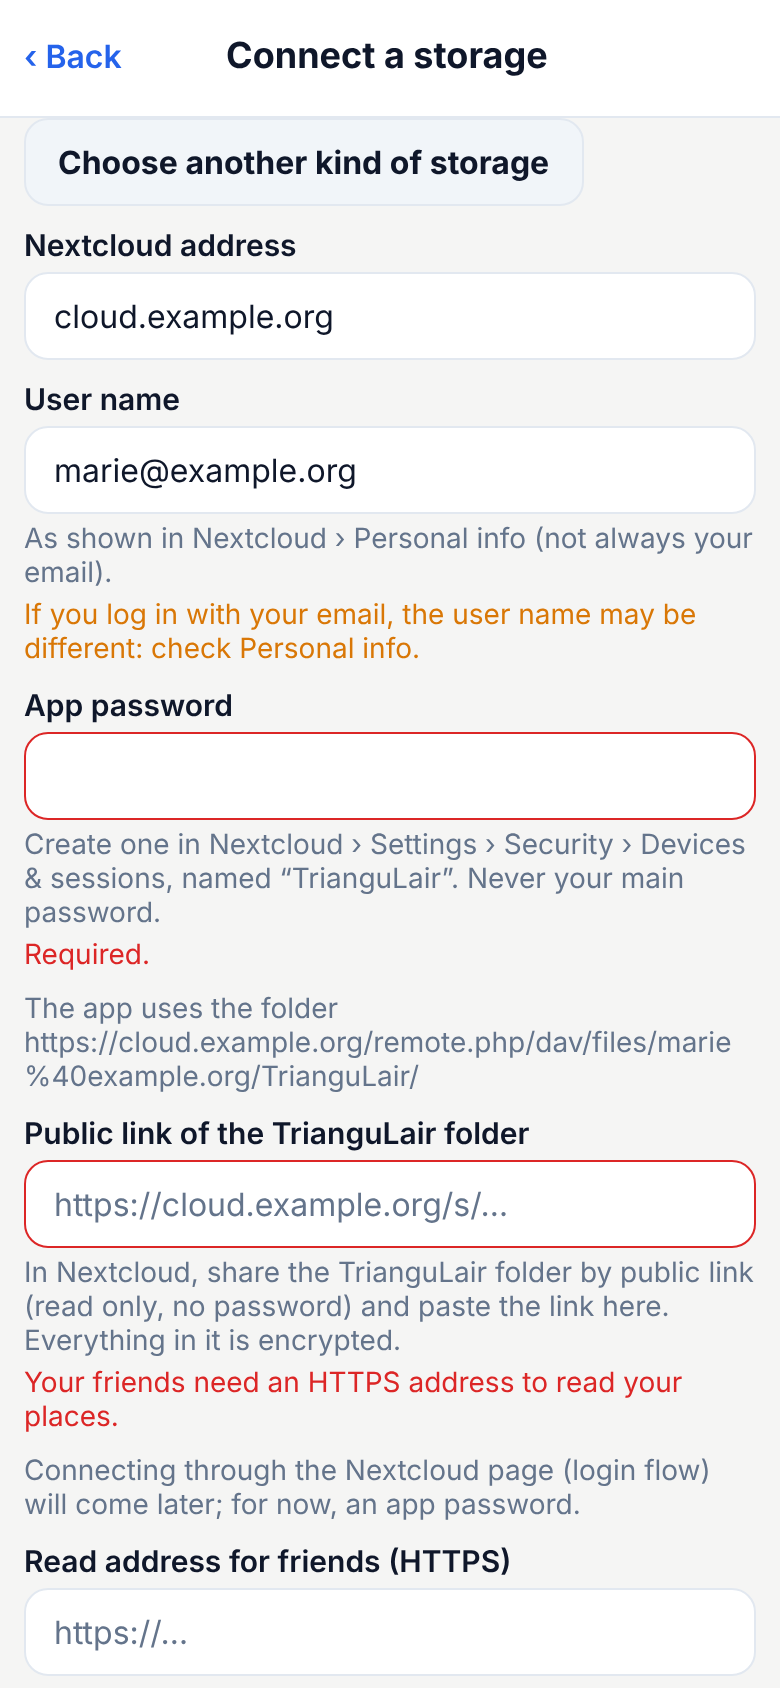 ‹ Back
Connect a storage
Choose another kind of storage
Nextcloud address
cloud.example.org
User name
marie@example.org
As shown in Nextcloud › Personal info (not always your
email).
If you log in with your email, the user name may be
different: check Personal info.
App password
Create one in Nextcloud › Settings › Security › Devices
& sessions, named “TrianguLair”. Never your main
password.
Required.
The app uses the folder
https://cloud.example.org/remote.php/dav/files/marie
%40example.org/TrianguLair/
Public link of the TrianguLair folder
https://cloud.example.org/s/...
In Nextcloud, share the TrianguLair folder by public link
(read only, no password) and paste the link here.
Everything in it is encrypted.
Your friends need an HTTPS address to read your
places.
Connecting through the Nextcloud page (login flow)
will come later; for now, an app password.
Read address for friends (HTTPS)
https://...